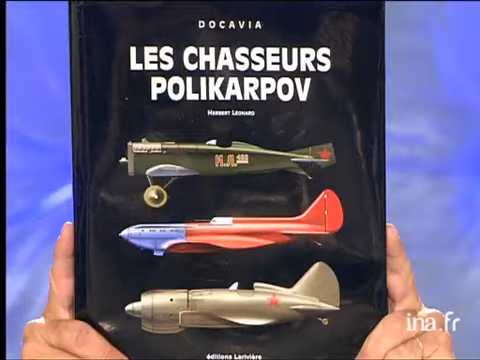 DOCAVIA
LES CHASSEURS
POLIKARPOV
HERBERT LÉONARD
éditions Larivière
ina.fr